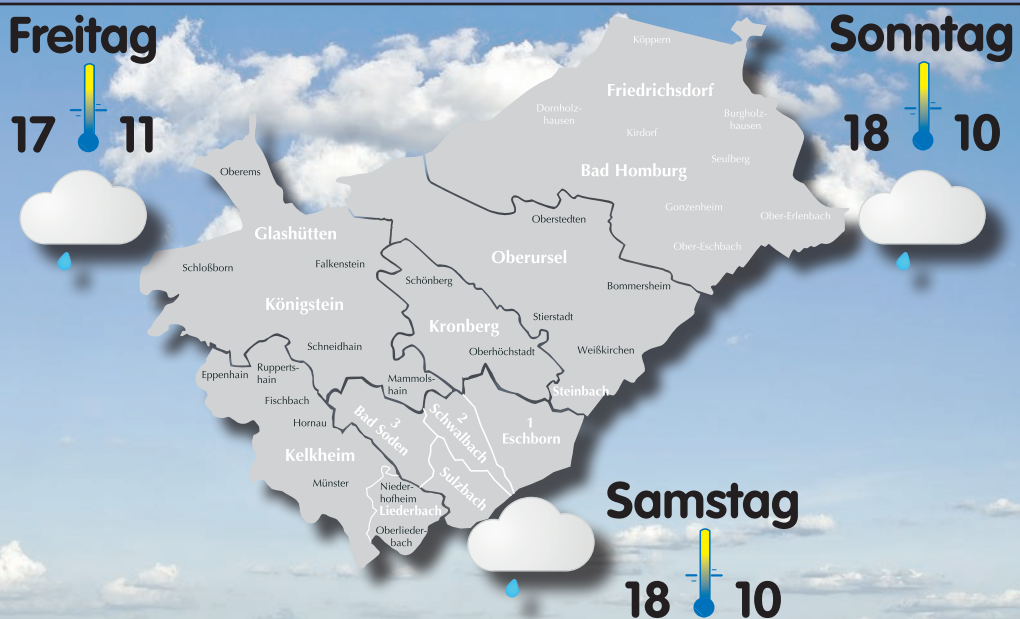 Freitag
17 11
Sonntag
18 10
Köppern
Friedrichsdorf
Dornholz-
hausen
Burgholz-
hausen
Kirdorf
Seulberg
Bad Homburg
Gonzenheim
Ober-Erlenbach
Ober-Eschbach
Oberems
Glashütten
Schloßborn
Falkenstein
Königstein
Schneidhain
Oberstedten
Oberursel
Bommersheim
Schönberg
Stierstadt
Kronberg
Oberhöchstadt
Weißkirchen
Steinbach
Mammols-
hain
Eppenhain
Rupperts-
hain
Fischbach
Hornau
Kelkheim
Münster
3
Bad Soden
2
Schwalbach
1
Eschborn
Sulzbach
Nieder-
hofheim
Liederbach
Oberlieder-
bach
Samstag
18 10